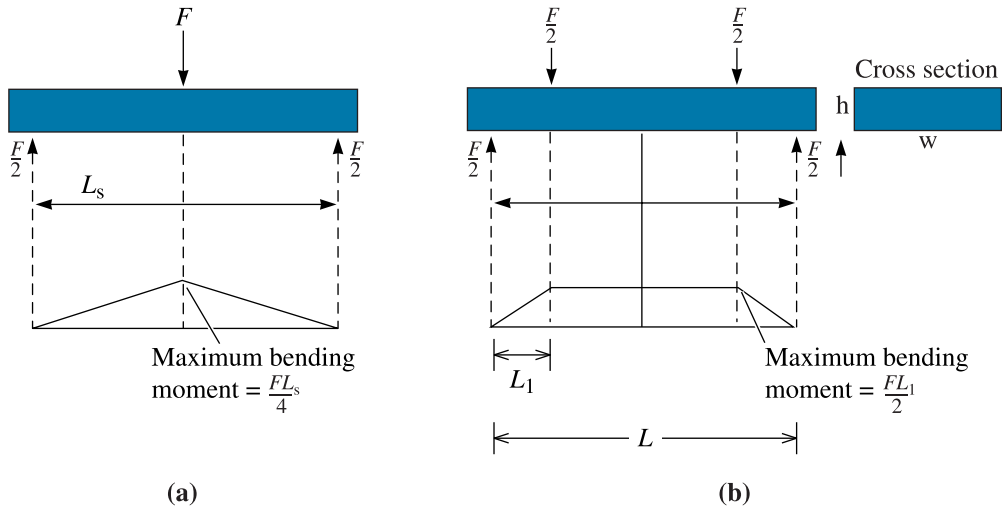 F
F/2
F/2
L_s
Maximum bending
moment = FL_s/4
(a)
F/2
F/2
Cross section
h
w
F/2
F/2
L_1
Maximum bending
moment = FL_1/2
L
(b)